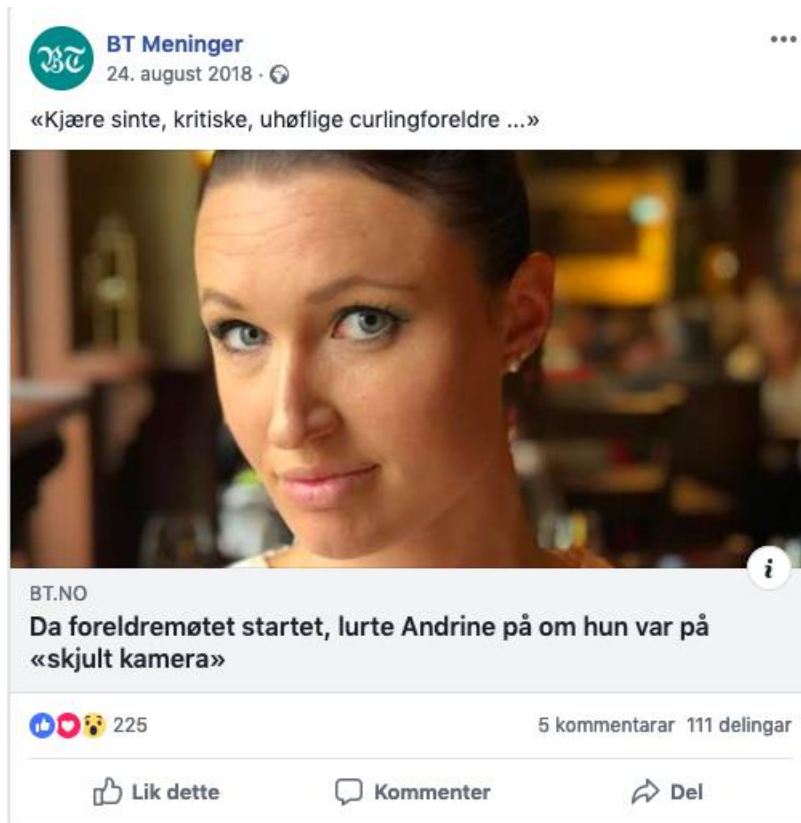 BT
BT Meninger
24. august 2018 ·
«Kjære sinte, kritiske, uhøflige curlingforeldre ...»
i
BT.NO
Da foreldremøtet startet, lurte Andrine på om hun var på
«skjult kamera»
225
5 kommentarar 111 delingar
Lik dette
Kommenter
Del